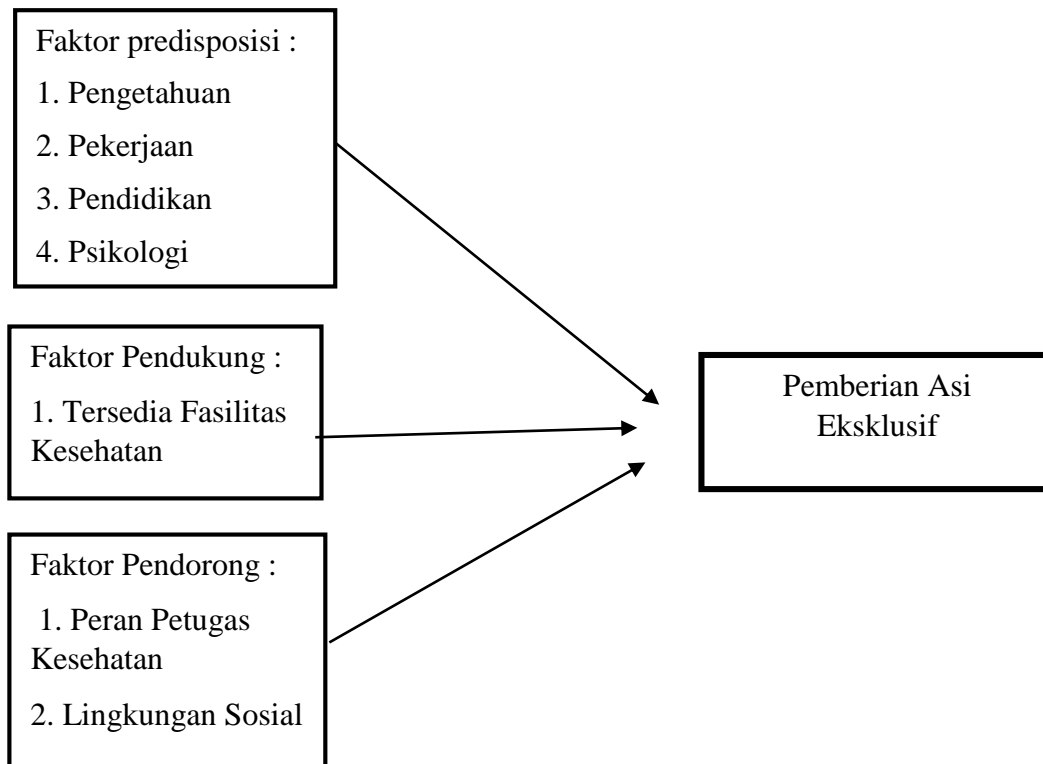 Faktor predisposisi :
1. Pengetahuan
2. Pekerjaan
3. Pendidikan
4. Psikologi
Faktor Pendukung :
1. Tersedia Fasilitas
Kesehatan
Faktor Pendorong :
1. Peran Petugas
Kesehatan
2. Lingkungan Sosial
Pemberian Asi
Eksklusif